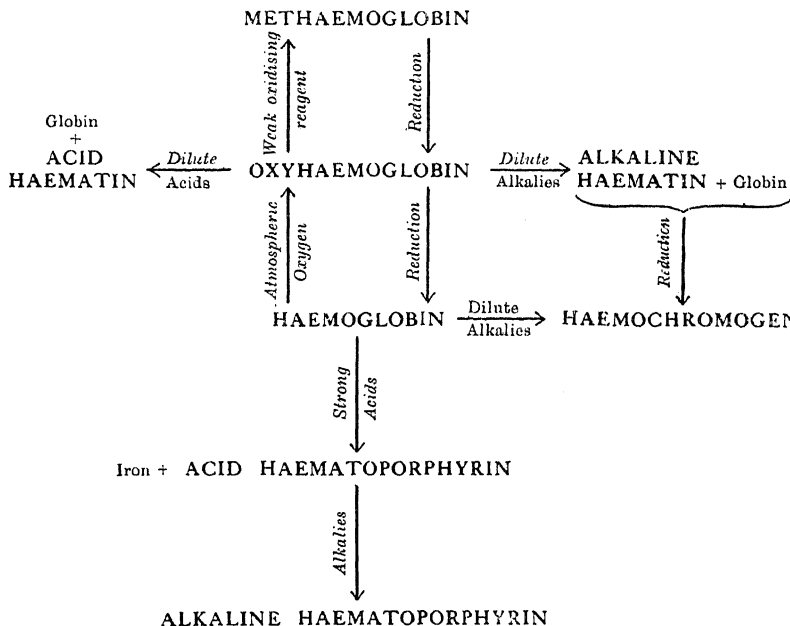 METHAEMOGLOBIN
Weak oxidising
reagent
Reduction
Globin
+
ACID
HAEMATIN
Dilute
Acids
OXYHAEMOGLOBIN
Dilute
Alkalies
ALKALINE
HAEMATIN + Globin
Atmospheric
Oxygen
Reduction
Reduction
HAEMOGLOBIN
Dilute
Alkalies
HAEMOCHROMOGEN
Strong
Acids
Iron + ACID HAEMATOPORPHYRIN
Alkalies
ALKALINE HAEMATOPORPHYRIN